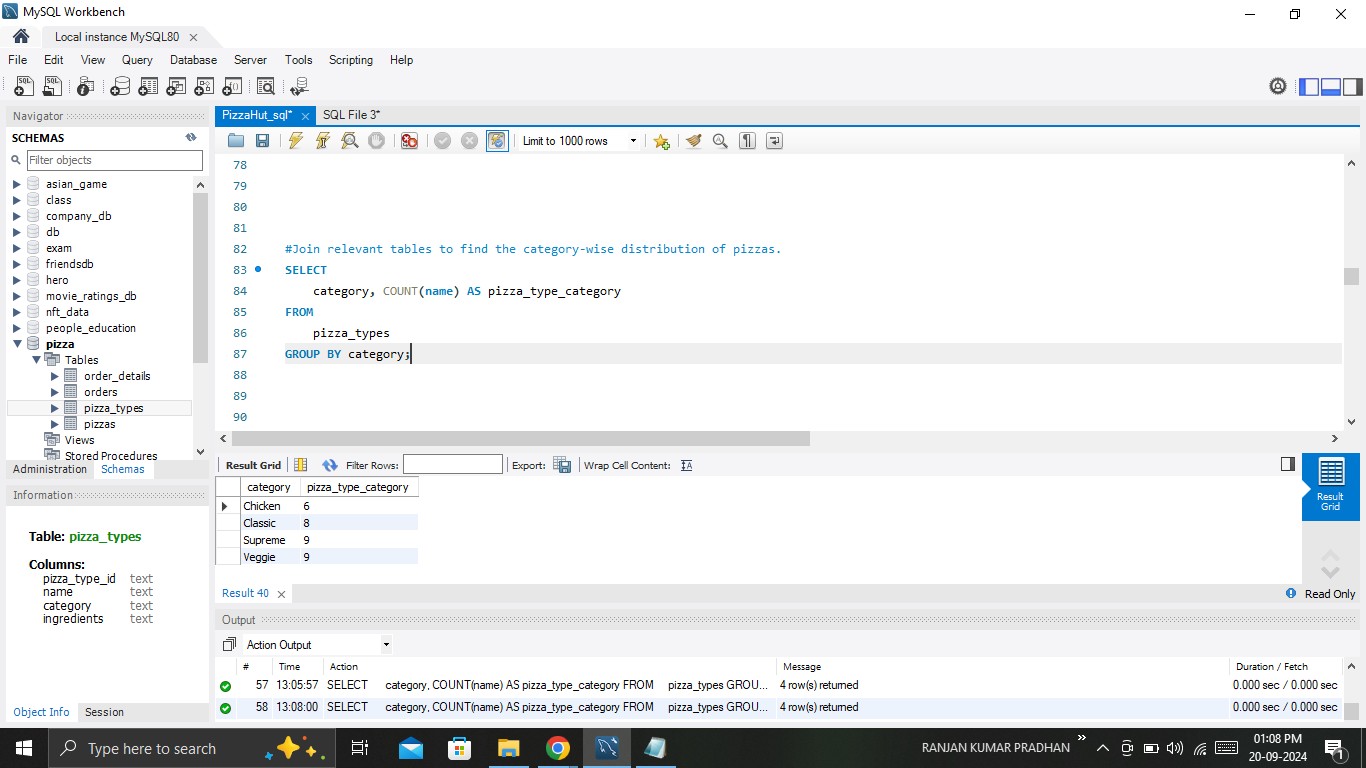 MySQL Workbench
Local instance MySQL80
File Edit View Query Database Server Tools Scripting Help
Navigator
SCHEMAS
Filter objects
asian_game
class
company_db
db
exam
friendsdb
hero
movie_ratings_db
nft_data
people_education
pizza
Tables
order_details
orders
pizza_types
pizzas
Views
Stored Procedures
Administration Schemas
Information
Table: pizza_types
Columns:
pizza_type_id text
name text
category text
ingredients text
Object Info Session
PizzaHut_sql* SQL File 3*
Limit to 1000 rows
78
79
80
81
82 #Join relevant tables to find the category-wise distribution of pizzas.
83 SELECT
84 category, COUNT(name) AS pizza_type_category
85 FROM
86 pizza_types
87 GROUP BY category;
88
89
90
Result Grid Filter Rows: Export: Wrap Cell Content:
category pizza_type_category
Chicken 6
Classic 8
Supreme 9
Veggie 9
Result
Grid
Result 40
Read Only
Output
Action Output
# Time Action Message Duration / Fetch
57 13:05:57 SELECT category, COUNT(name) AS pizza_type_category FROM pizza_types GROU... 4 row(s) returned 0.000 sec / 0.000 sec
58 13:08:00 SELECT category, COUNT(name) AS pizza_type_category FROM pizza_types GROU... 4 row(s) returned 0.000 sec / 0.000 sec
Type here to search
RANJAN KUMAR PRADHAN
01:08 PM
20-09-2024
1